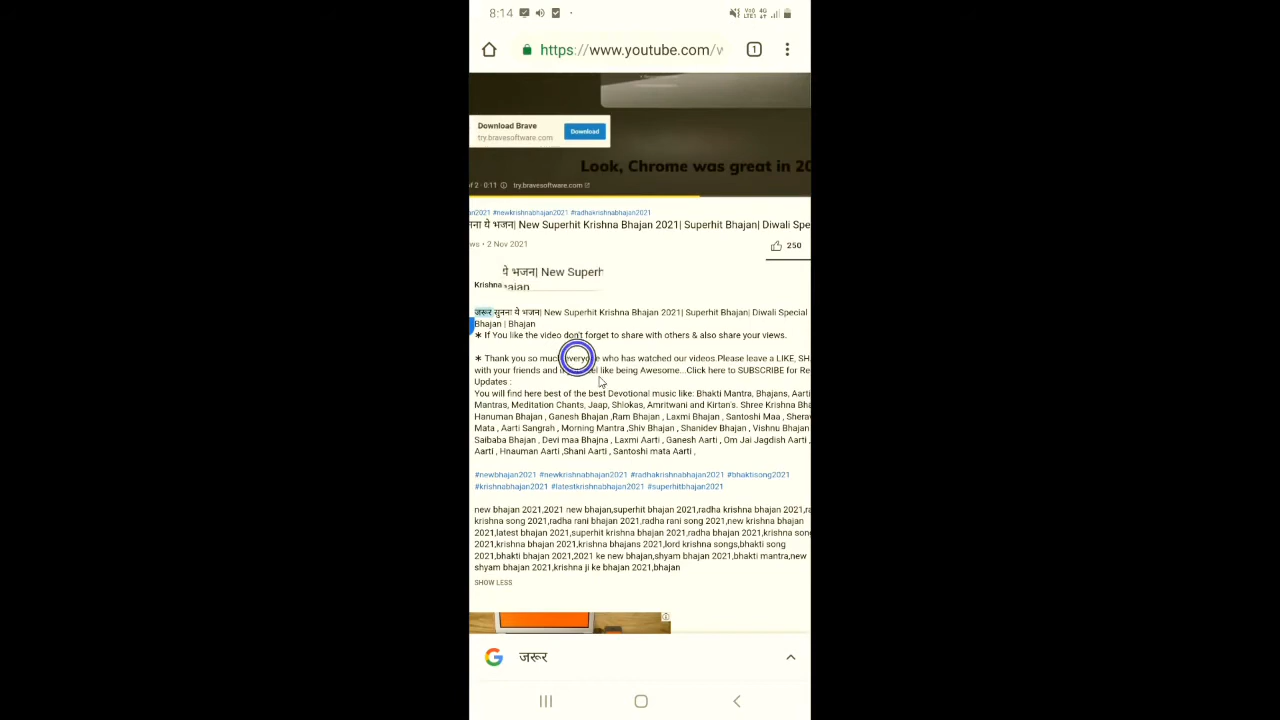 8:14
https://www.youtube.com/w
1
Download Brave
try.bravesoftware.com
Download
Look, Chrome was great in 20
of 2 · 0:11 try.bravesoftware.com
an2021 #newkrishnabhajan2021 #radhakrishnabhajan2021
सुनना ये भजन| New Superhit Krishna Bhajan 2021| Superhit Bhajan| Diwali Spe
ws • 2 Nov 2021
250
ये भजन| New Superh
Krishna
जरूर सुनना ये भजन| New Superhit Krishna Bhajan 2021| Superhit Bhajan| Diwali Special
Bhajan | Bhajan
✶ If You like the video don't forget to share with others & also share your views.
✶ Thank you so much everyone who has watched our videos.Please leave a LIKE, SH
with your friends and feel like being Awesome...Click here to SUBSCRIBE for Re
Updates :
You will find here best of the best Devotional music like: Bhakti Mantra, Bhajans, Aarti
Mantras, Meditation Chants, Jaap, Shlokas, Amritwani and Kirtan's. Shree Krishna Bha
Hanuman Bhajan , Ganesh Bhajan ,Ram Bhajan , Laxmi Bhajan , Santoshi Maa , Shera
Mata , Aarti Sangrah , Morning Mantra ,Shiv Bhajan , Shanidev Bhajan , Vishnu Bhajan
Saibaba Bhajan , Devi maa Bhajna , Laxmi Aarti , Ganesh Aarti , Om Jai Jagdish Aarti ,
Aarti , Hnauman Aarti ,Shani Aarti , Santoshi mata Aarti ,
#newbhajan2021 #newkrishnabhajan2021 #radhakrishnabhajan2021 #bhaktisong2021
#krishnabhajan2021 #latestkrishnabhajan2021 #superhitbhajan2021
new bhajan 2021,2021 new bhajan,superhit bhajan 2021,radha krishna bhajan 2021,ra
krishna song 2021,radha rani bhajan 2021,radha rani song 2021,new krishna bhajan
2021,latest bhajan 2021,superhit krishna bhajan 2021,radha bhajan 2021,krishna son
2021,krishna bhajan 2021,krishna bhajans 2021,lord krishna songs,bhakti song
2021,bhakti bhajan 2021,2021 ke new bhajan,shyam bhajan 2021,bhakti mantra,new
shyam bhajan 2021,krishna ji ke bhajan 2021,bhajan
SHOW LESS
जरूर